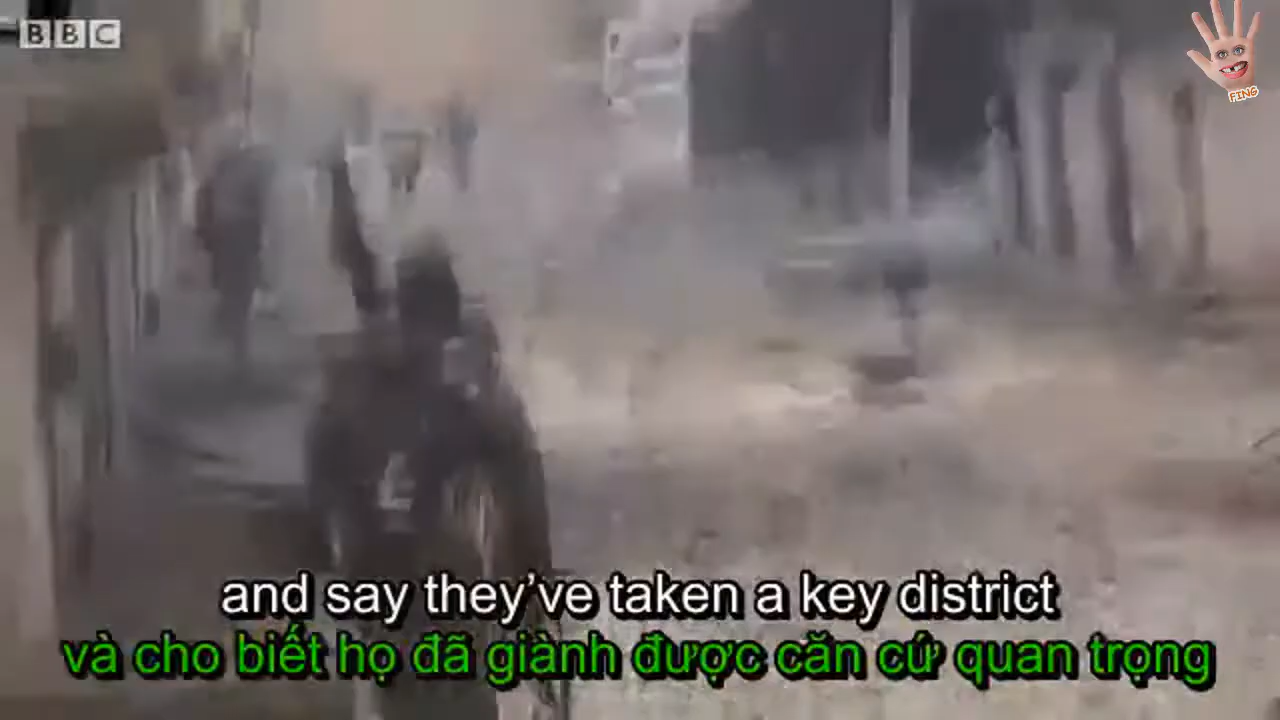 BBC
FING
and say they've taken a key district
và cho biết họ đã giành được căn cứ quan trọng